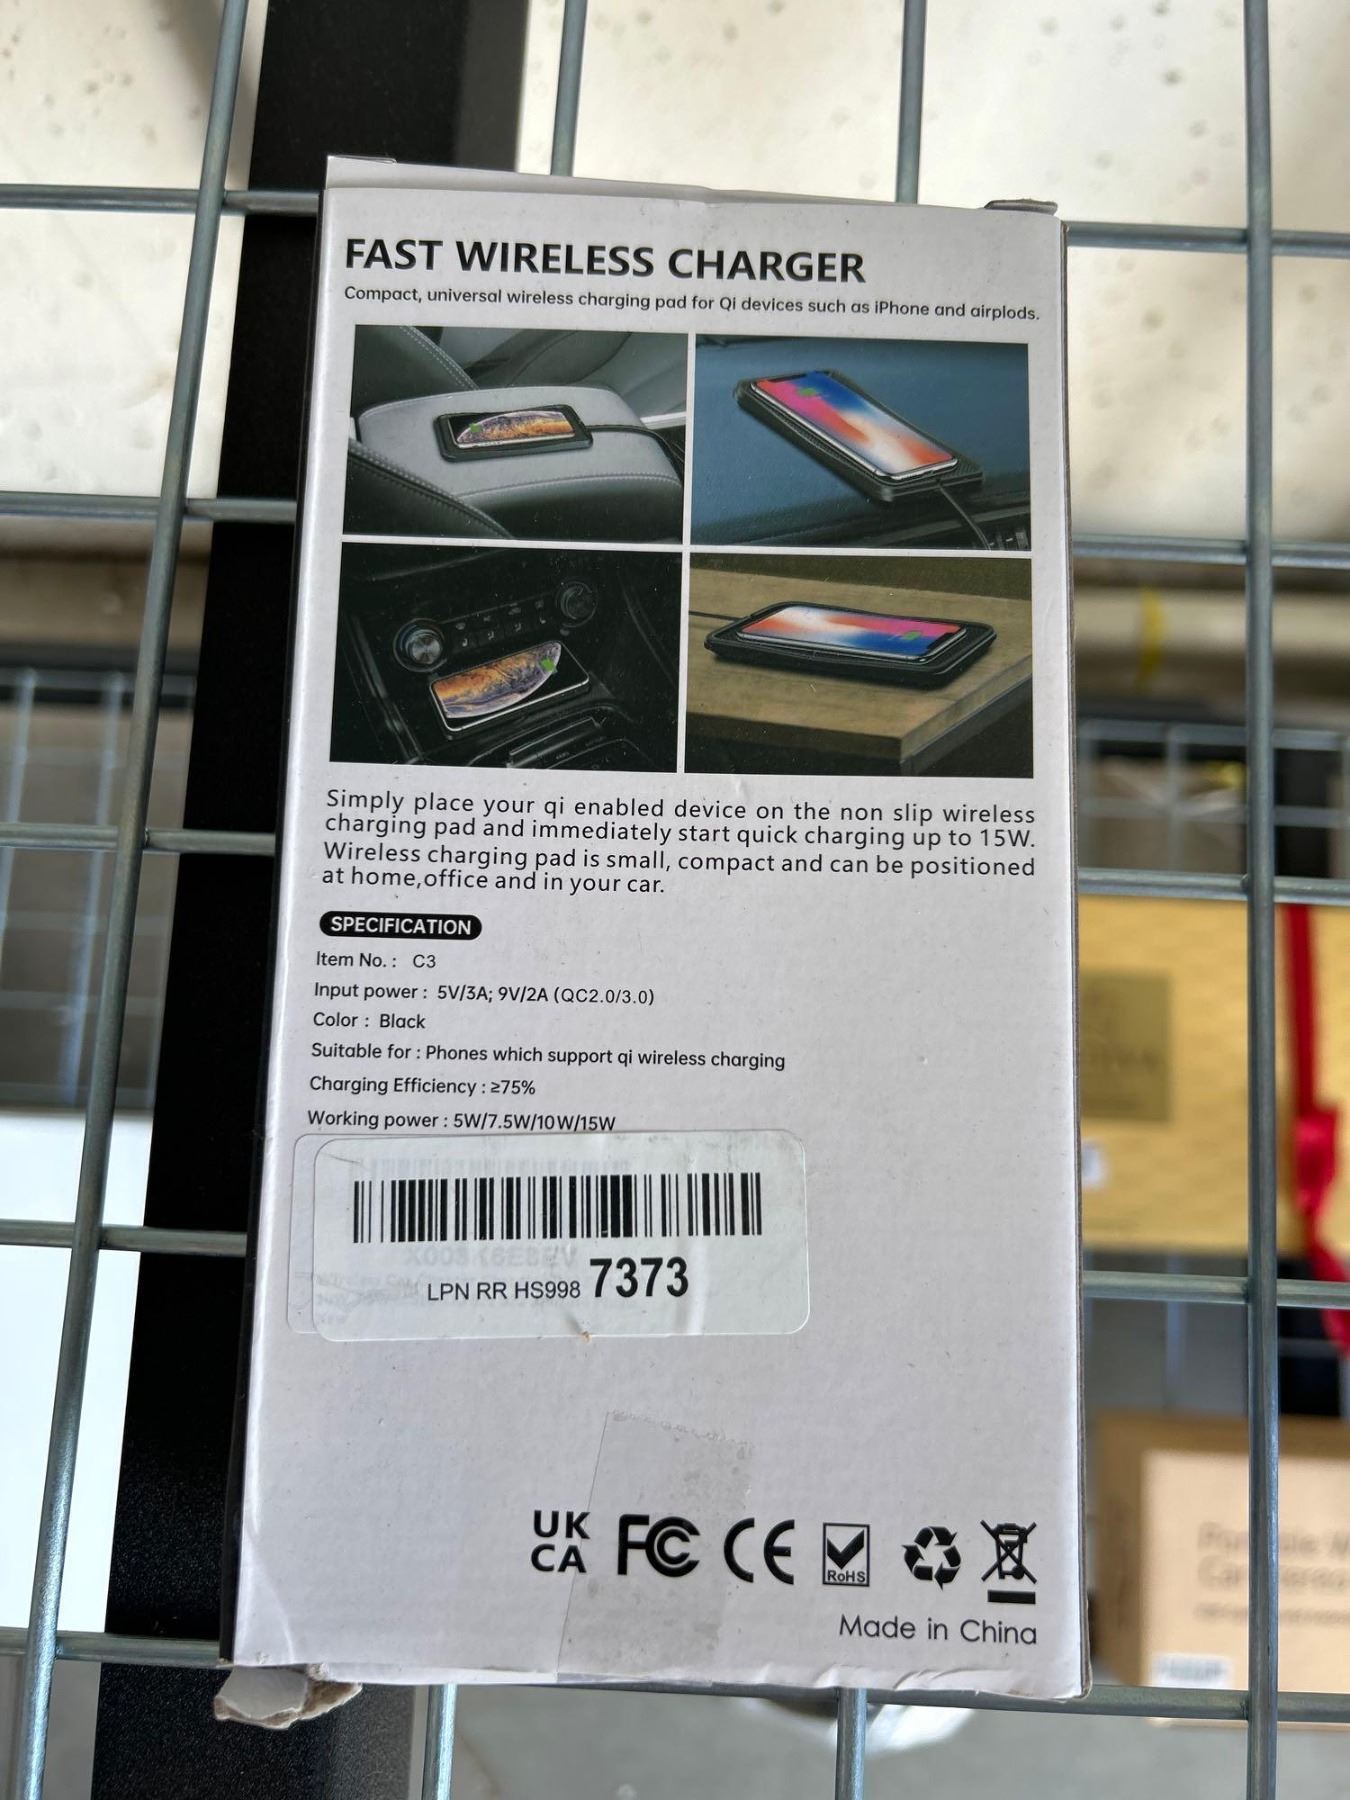 FAST WIRELESS CHARGER
Compact, universal wireless charging pad for Qi devices such as iPhone and airplods.
Simply place your qi enabled device on the non slip wireless
charging pad and immediately start quick charging up to 15W.
Wireless charging pad is small, compact and can be positioned
at home,office and in your car.
SPECIFICATION
Item No. : C3
Input power : 5V/3A; 9V/2A (QC2.0/3.0)
Color : Black
Suitable for : Phones which support qi wireless charging
Charging Efficiency : ≥75%
Working power : 5W/7.5W/10W/15W
LPN RR HS998 7373
UK
CA
FC CE RoHS
Made in China